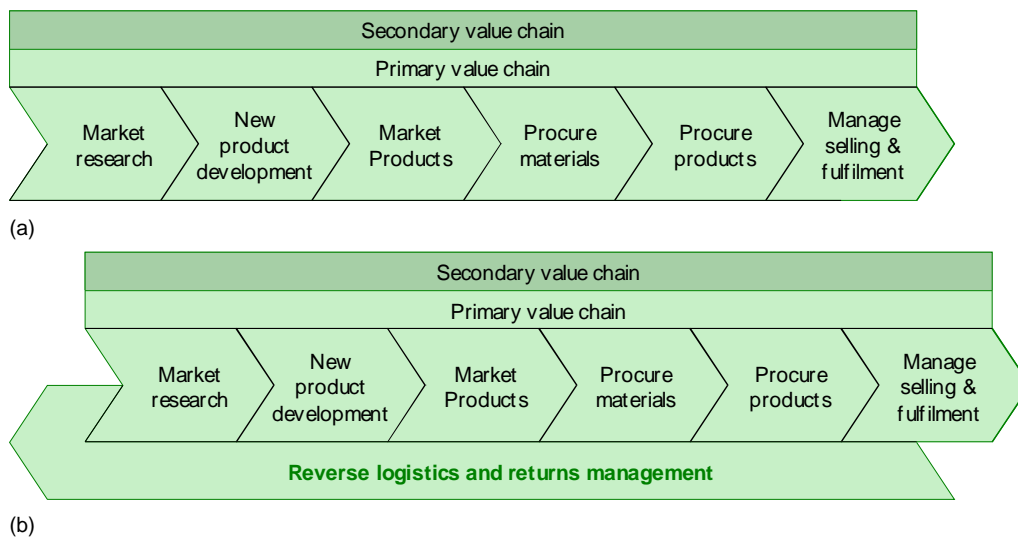 Secondary value chain
Primary value chain
Market
research
New
product
development
Market
Products
Procure
materials
Procure
products
Manage
selling &
fulfilment
(a)
Secondary value chain
Primary value chain
Market
research
New
product
development
Market
Products
Procure
materials
Procure
products
Manage
selling &
fulfilment
Reverse logistics and returns management
(b)